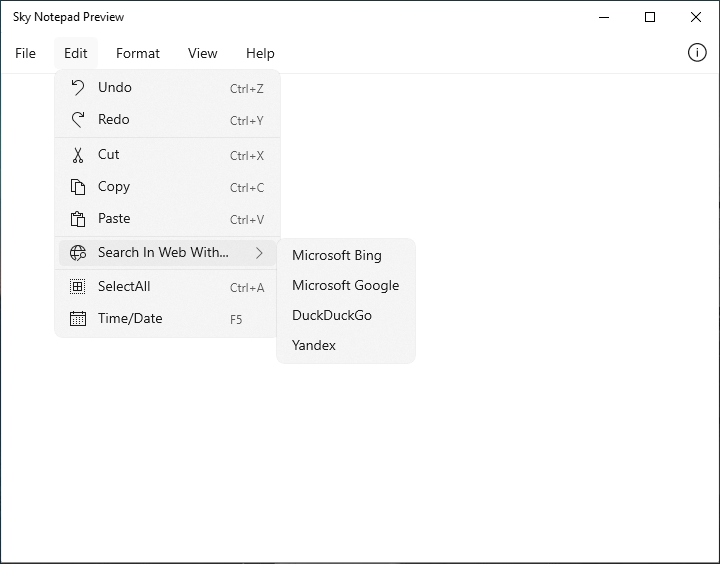 Sky Notepad Preview
File Edit Format View Help
Undo Ctrl+Z
Redo Ctrl+Y
Cut Ctrl+X
Copy Ctrl+C
Paste Ctrl+V
Search In Web With...
SelectAll Ctrl+A
Time/Date F5
Microsoft Bing
Microsoft Google
DuckDuckGo
Yandex